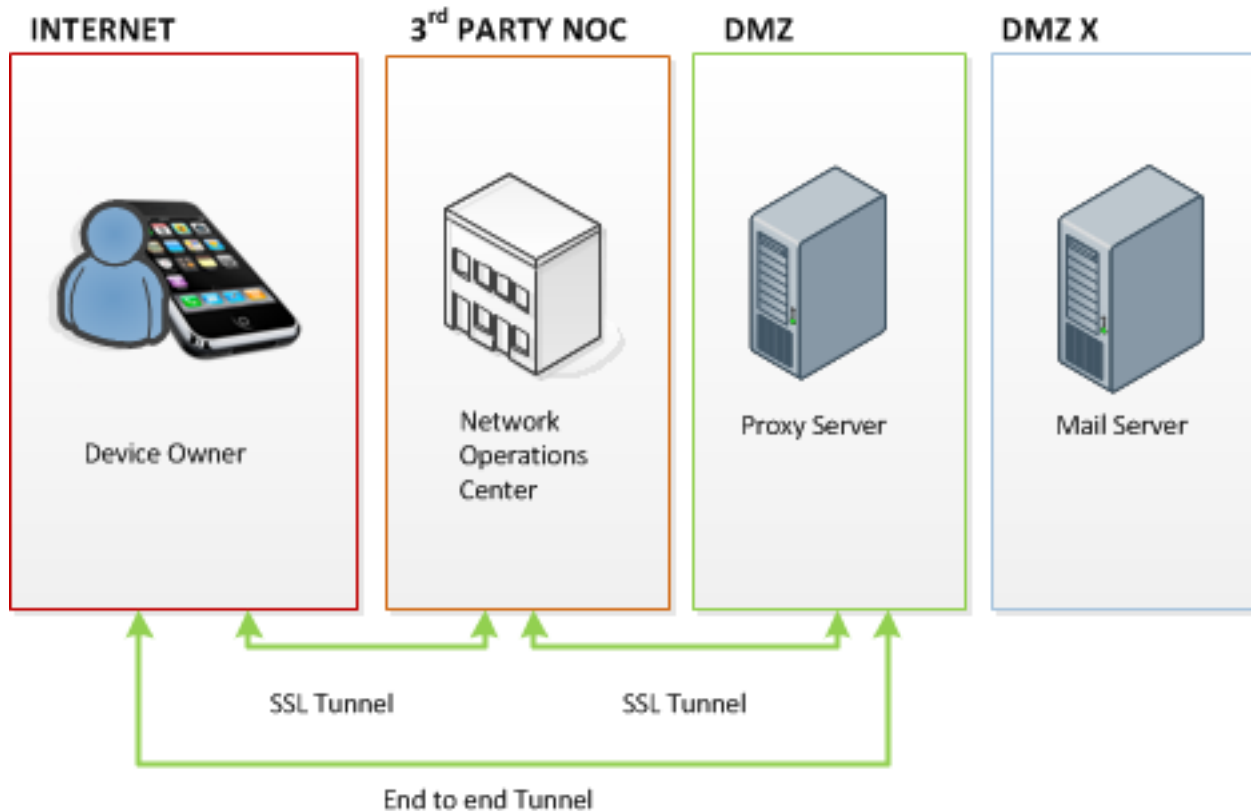 INTERNET
3rd PARTY NOC
DMZ
DMZ X
Device Owner
Network
Operations
Center
Proxy Server
Mail Server
SSL Tunnel
SSL Tunnel
End to end Tunnel